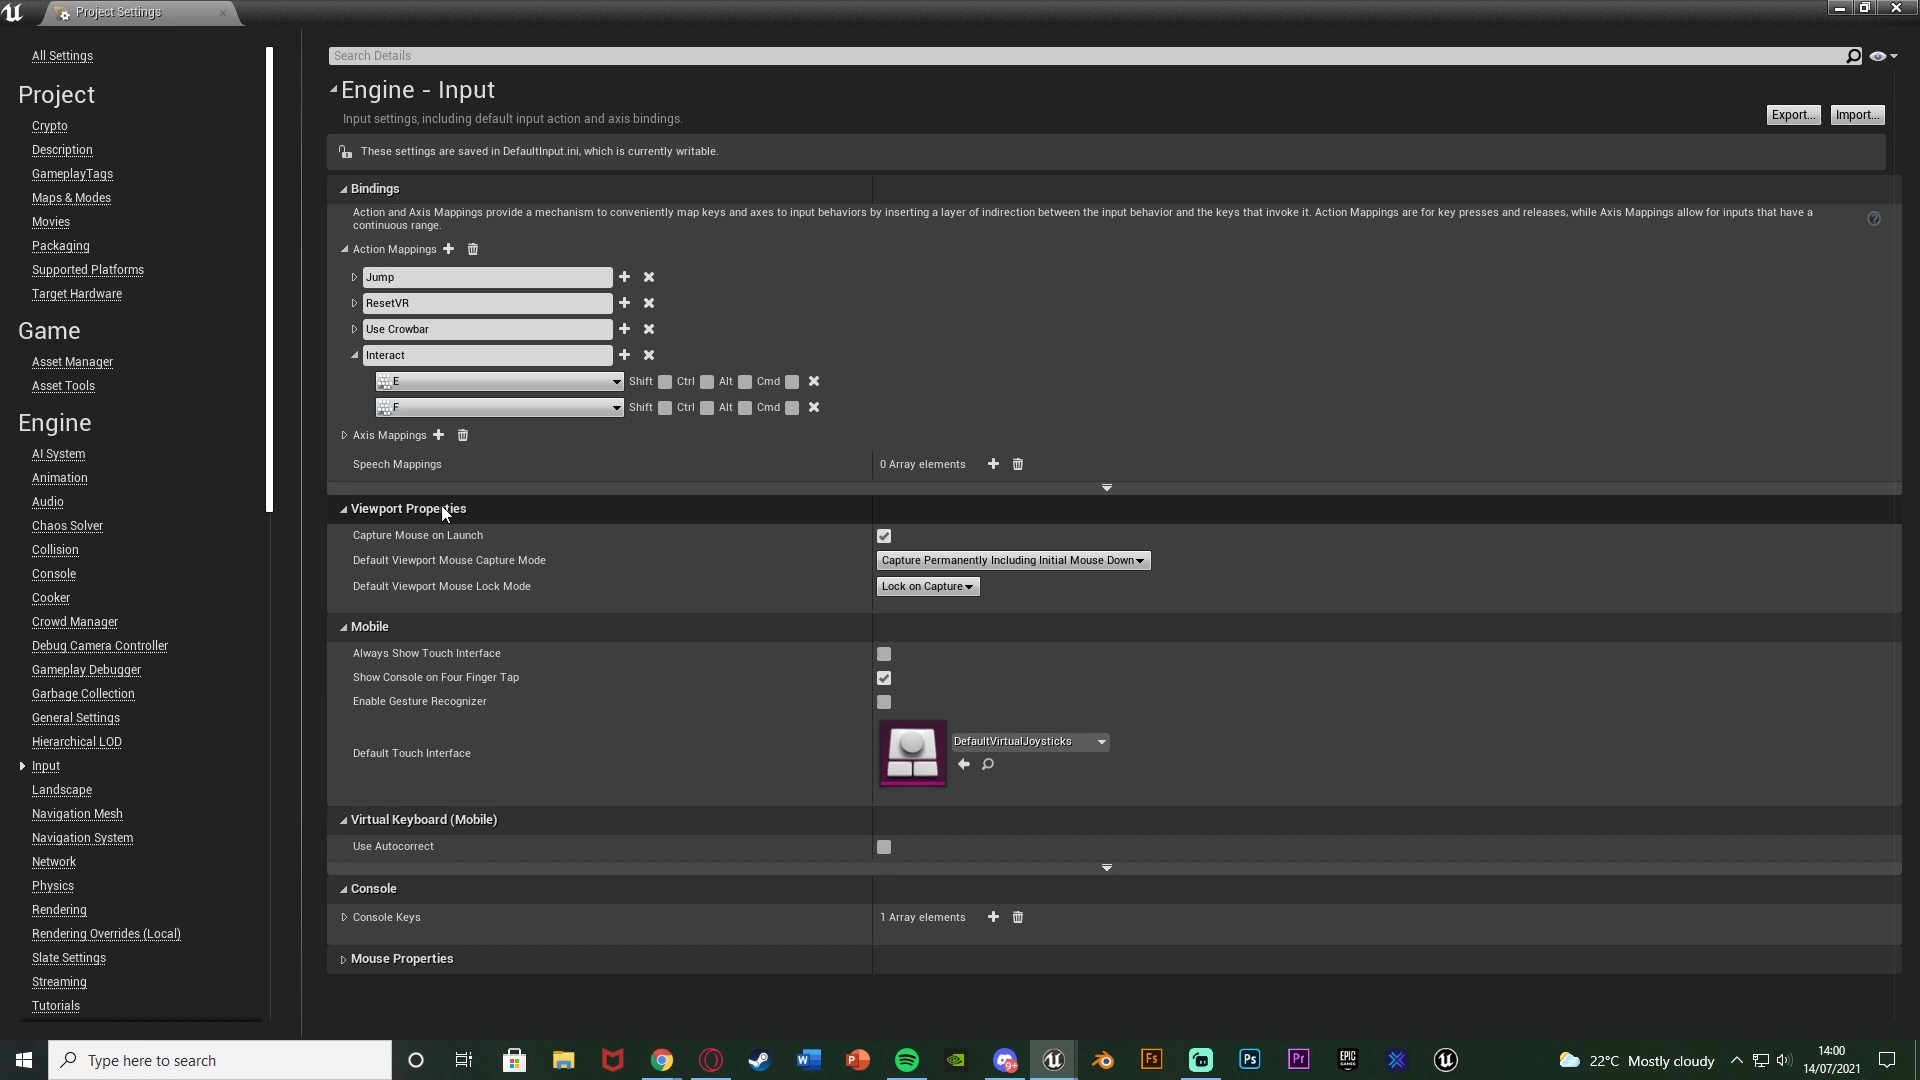 Project Settings
All Settings
Project
Crypto
Description
GameplayTags
Maps & Modes
Movies
Packaging
Supported Platforms
Target Hardware
Game
Asset Manager
Asset Tools
Engine
AI System
Animation
Audio
Chaos Solver
Collision
Console
Cooker
Crowd Manager
Debug Camera Controller
Gameplay Debugger
Garbage Collection
General Settings
Hierarchical LOD
Input
Landscape
Navigation Mesh
Navigation System
Network
Physics
Rendering
Rendering Overrides (Local)
Slate Settings
Streaming
Tutorials
Search Details
Engine - Input
Input settings, including default input action and axis bindings.
Export... Import...
These settings are saved in DefaultInput.ini, which is currently writable.
Bindings
Action and Axis Mappings provide a mechanism to conveniently map keys and axes to input behaviors by inserting a layer of indirection between the input behavior and the keys that invoke it. Action Mappings are for key presses and releases, while Axis Mappings allow for inputs that have a
continuous range.
Action Mappings
Jump
ResetVR
Use Crowbar
Interact
E Shift Ctrl Alt Cmd
F Shift Ctrl Alt Cmd
Axis Mappings
Speech Mappings 0 Array elements
Viewport Properties
Capture Mouse on Launch
Default Viewport Mouse Capture Mode Capture Permanently Including Initial Mouse Down
Default Viewport Mouse Lock Mode Lock on Capture
Mobile
Always Show Touch Interface
Show Console on Four Finger Tap
Enable Gesture Recognizer
Default Touch Interface DefaultVirtualJoysticks
Virtual Keyboard (Mobile)
Use Autocorrect
Console
Console Keys 1 Array elements
Mouse Properties
Type here to search
9+
Fs
Ps
Pr
EPIC GAMES
22°C Mostly cloudy
14:00
14/07/2021